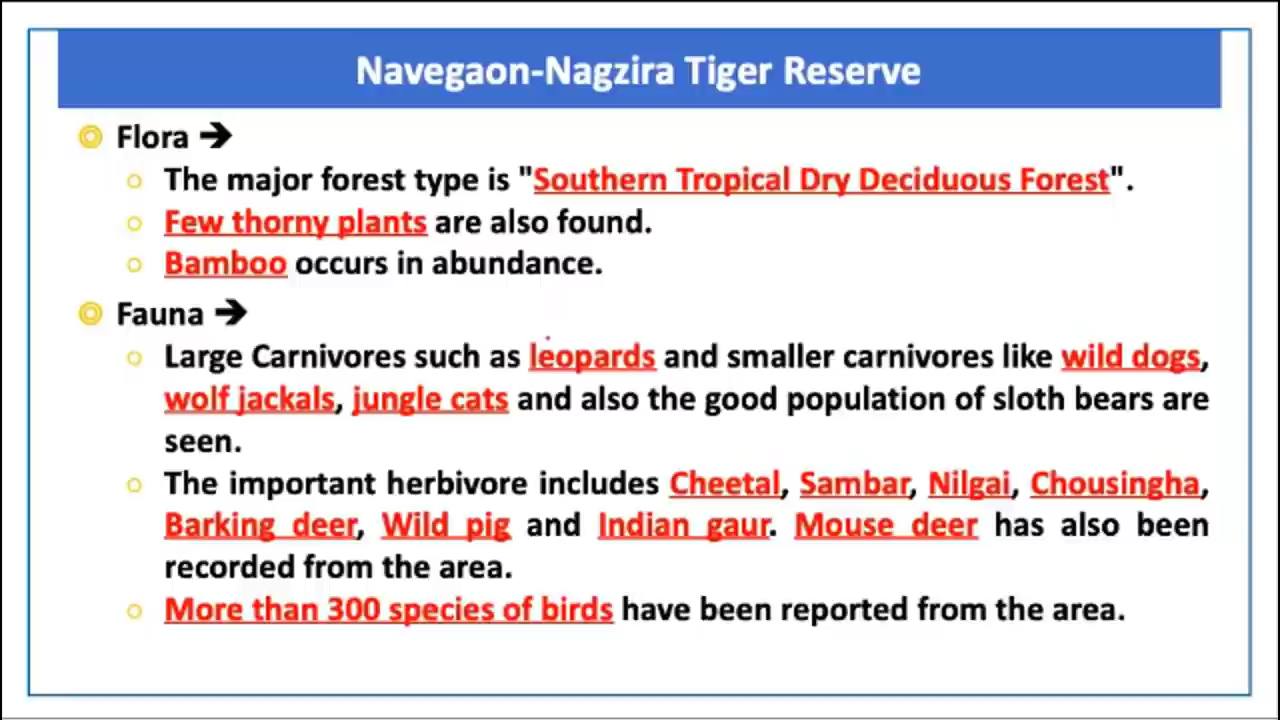 Navegaon-Nagzira Tiger Reserve
Flora ➔
The major forest type is "Southern Tropical Dry Deciduous Forest".
Few thorny plants are also found.
Bamboo occurs in abundance.
Fauna ➔
Large Carnivores such as leopards and smaller carnivores like wild dogs,
wolf jackals, jungle cats and also the good population of sloth bears are
seen.
The important herbivore includes Cheetal, Sambar, Nilgai, Chousingha,
Barking deer, Wild pig and Indian gaur. Mouse deer has also been
recorded from the area.
More than 300 species of birds have been reported from the area.